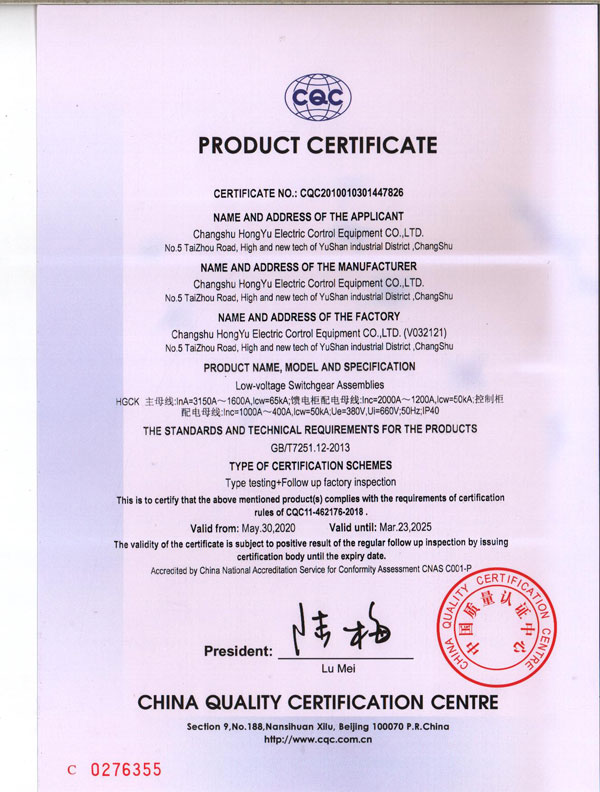 CQC
PRODUCT CERTIFICATE
CERTIFICATE NO.: CQC2010010301447826
NAME AND ADDRESS OF THE APPLICANT
Changshu HongYu Electric Cortrol Equipment CO.,LTD.
No.5 TaiZhou Road, High and new tech of YuShan industrial District ,ChangShu
NAME AND ADDRESS OF THE MANUFACTURER
Changshu HongYu Electric Cortrol Equipment CO.,LTD.
No.5 TaiZhou Road, High and new tech of YuShan industrial District ,ChangShu
NAME AND ADDRESS OF THE FACTORY
Changshu HongYu Electric Cortrol Equipment CO.,LTD. (V032121)
No.5 TaiZhou Road, High and new tech of YuShan industrial District ,ChangShu
PRODUCT NAME, MODEL AND SPECIFICATION
Low-voltage Switchgear Assemblies
HGCK 主母线:InA=3150A～1600A,Icw=65kA;馈电柜配电母线:Inc=2000A～1200A,Icw=50kA;控制柜
配电母线:Inc=1000A～400A,Icw=50kA;Ue=380V,Ui=660V;50Hz;IP40
THE STANDARDS AND TECHNICAL REQUIREMENTS FOR THE PRODUCTS
GB/T7251.12-2013
TYPE OF CERTIFICATION SCHEMES
Type testing+Follow up factory inspection
This is to certify that the above mentioned product(s) complies with the requirements of certification
rules of CQC11-462176-2018 .
Valid from: May.30,2020 Valid until: Mar.23,2025
The validity of the certificate is subject to positive result of the regular follow up inspection by issuing
certification body until the expiry date.
Accredited by China National Accreditation Service for Conformity Assessment CNAS C001-P
CHINA QUALITY CERTIFICATION CENTRE
中国质量认证中心
陆梅
President:
Lu Mei
CHINA QUALITY CERTIFICATION CENTRE
Section 9,No.188,Nansihuan Xilu, Beijing 100070 P.R.China
http://www.cqc.com.cn
C 0276355